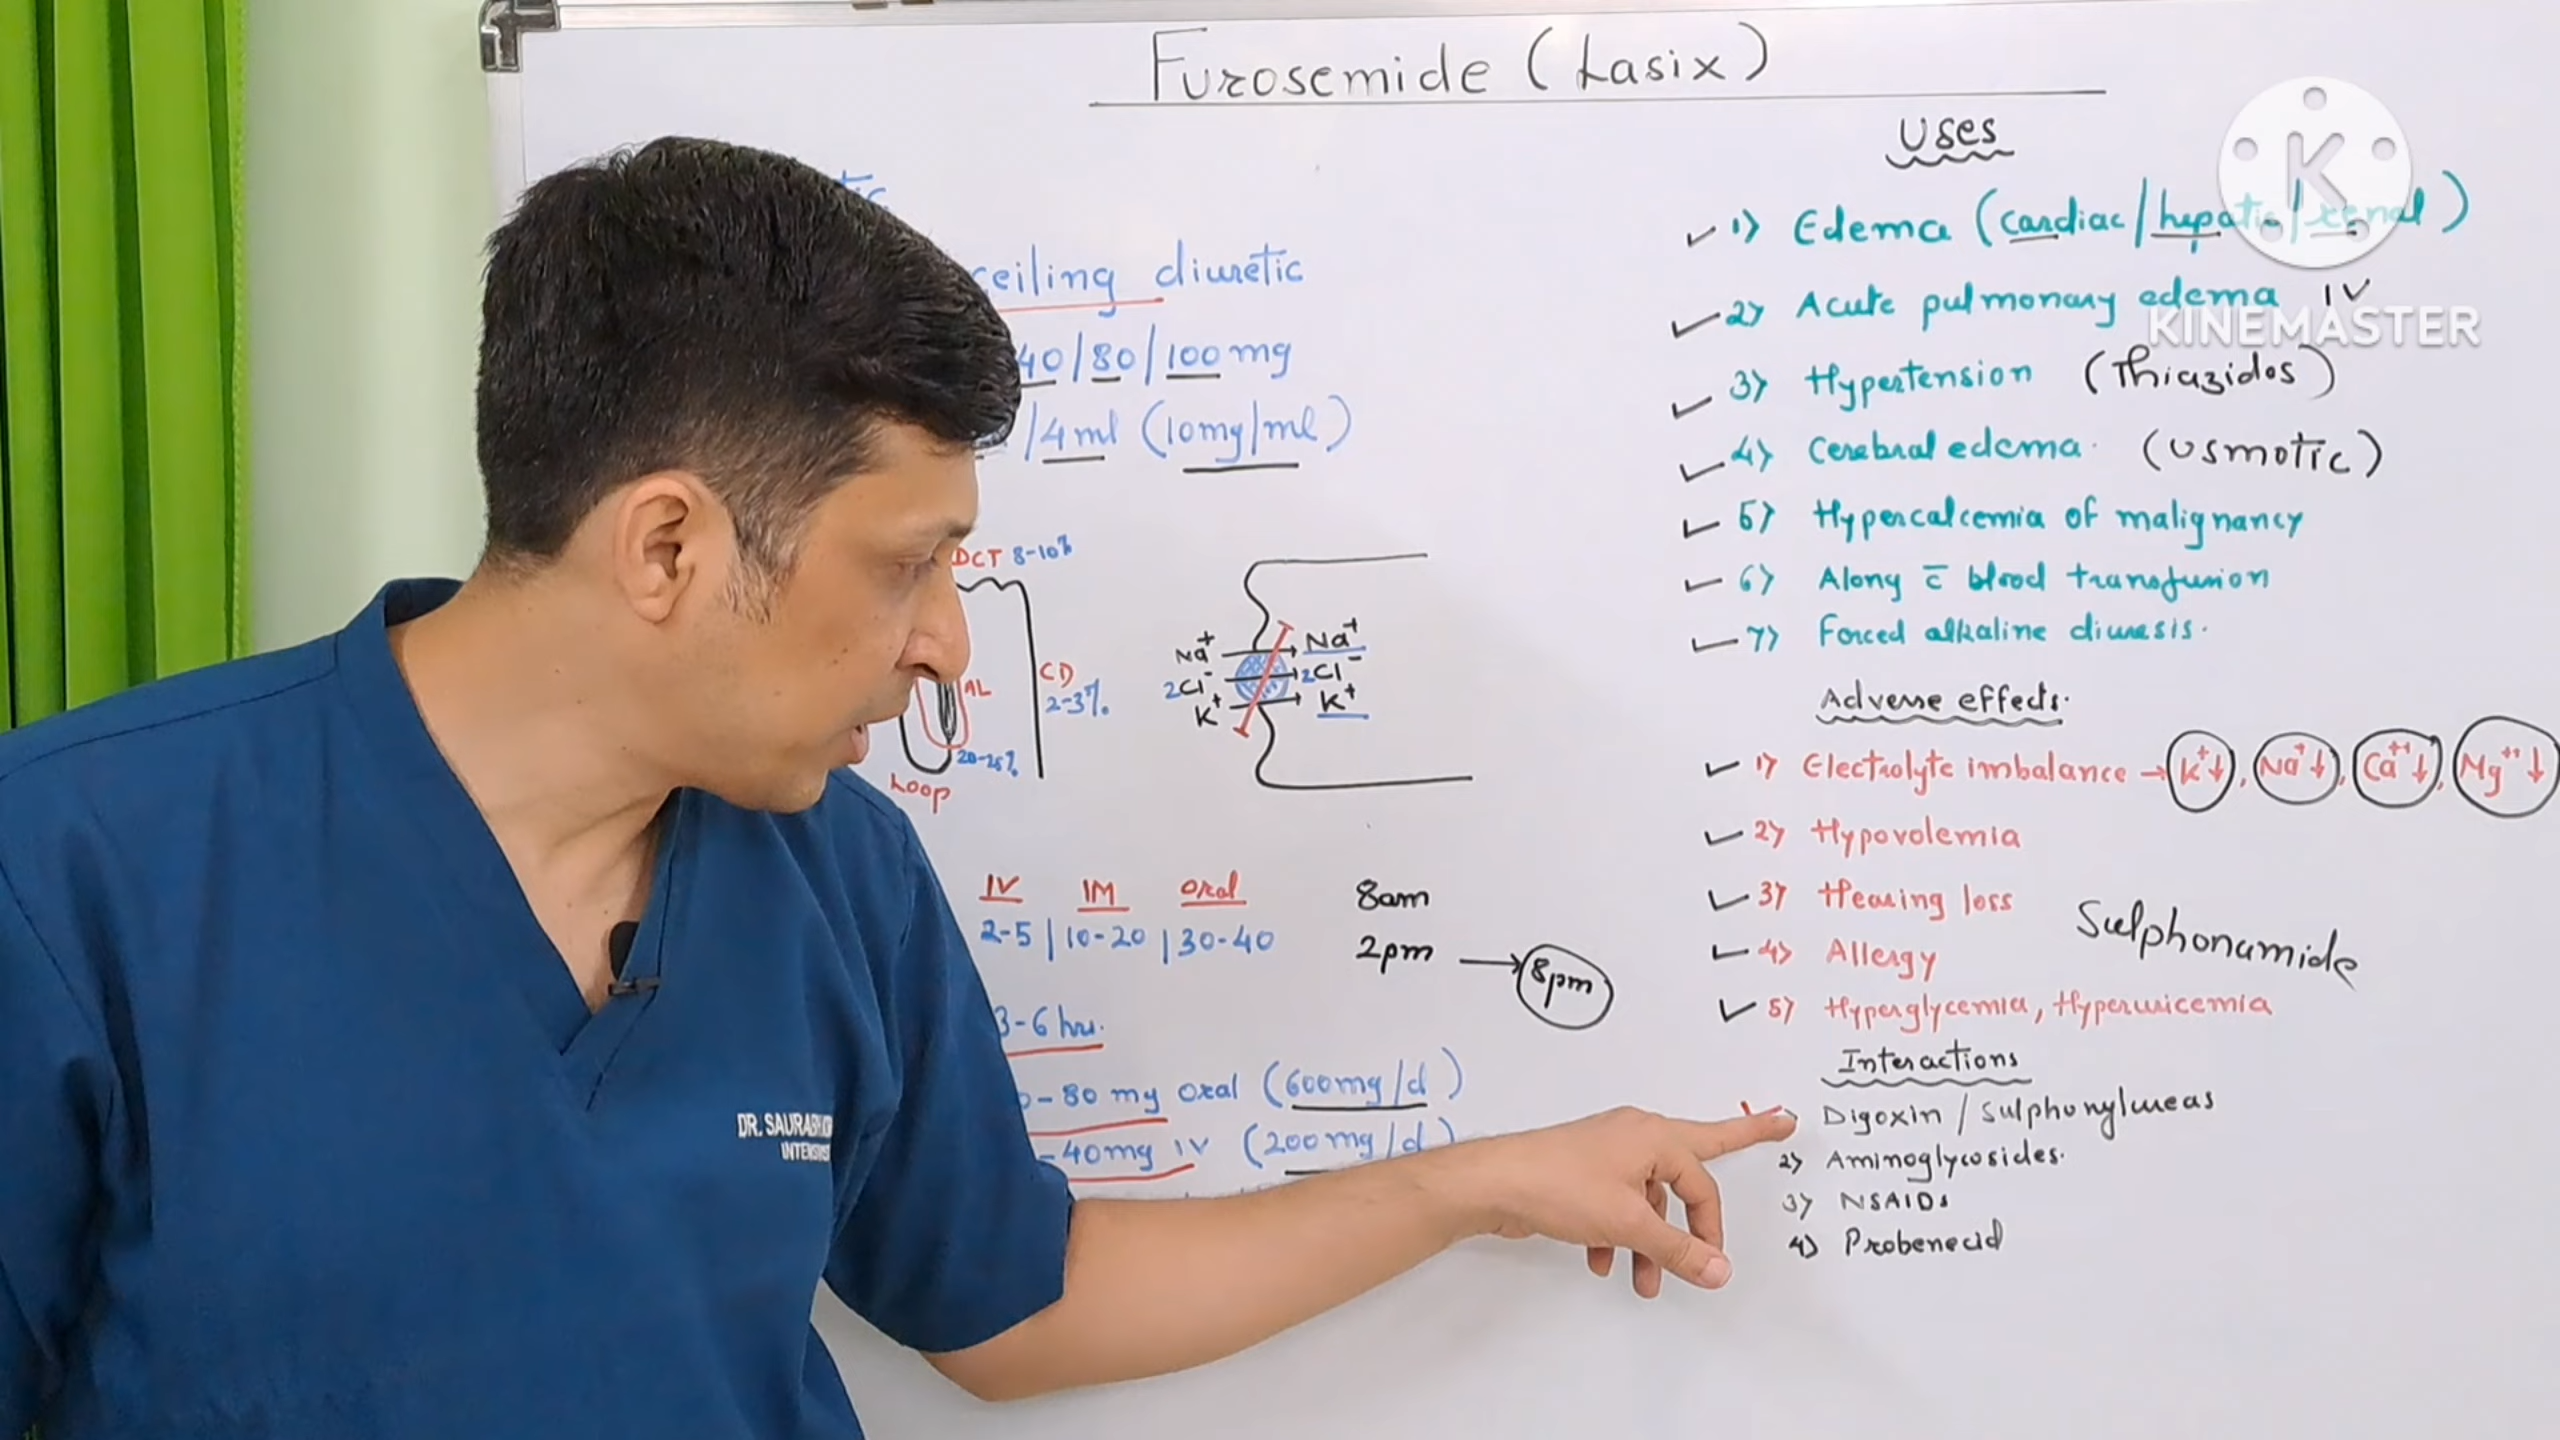 Furosemide (Lasix)
ceiling diuretic
40/80/100mg
/4ml (10mg/ml)
DCT 8-10%
AL
CD
2-3%.
20-25%
Loop
Na+ Na+
2Cl- 2Cl-
K+ K+
IV IM Oral
2-5 | 10-20 | 30-40
8am
2pm → 8pm
3-6 hrs.
-80 mg oral (600mg/d)
-40mg IV (200mg/d)
Uses
1) Edema (cardiac/hepatic/renal)
2) Acute pulmonary edema IV
3) Hypertension (Thiazides)
4) Cerebral edema. (Osmotic)
5) Hypercalcemia of malignancy
6) Along c̄ blood transfusion
7) Forced alkaline diuresis.
Adverse effects.
1) Electrolyte imbalance → K+↓, Na+↓, Ca++↓, Mg++↓
2) Hypovolemia
3) Hearing loss
4) Allergy Sulphonamide
5) Hyperglycemia, Hyperuricemia
Interactions
Digoxin / Sulphonylureas
2) Aminoglycosides.
3) NSAIDs
4) Probenecid
DR. SAURABH
K
KINEMASTER